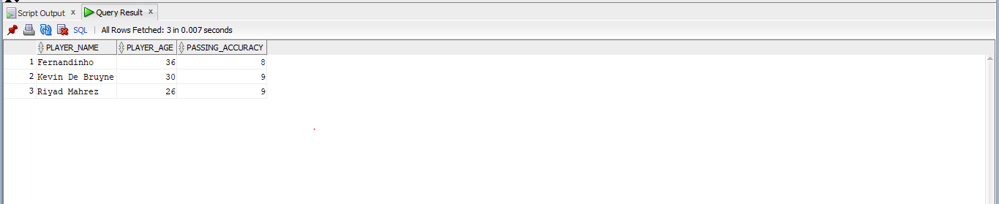 Script Output x Query Result x
SQL | All Rows Fetched: 3 in 0.007 seconds
PLAYER_NAME PLAYER_AGE PASSING_ACCURACY
1 Fernandinho 36 8
2 Kevin De Bruyne 30 9
3 Riyad Mahrez 26 9